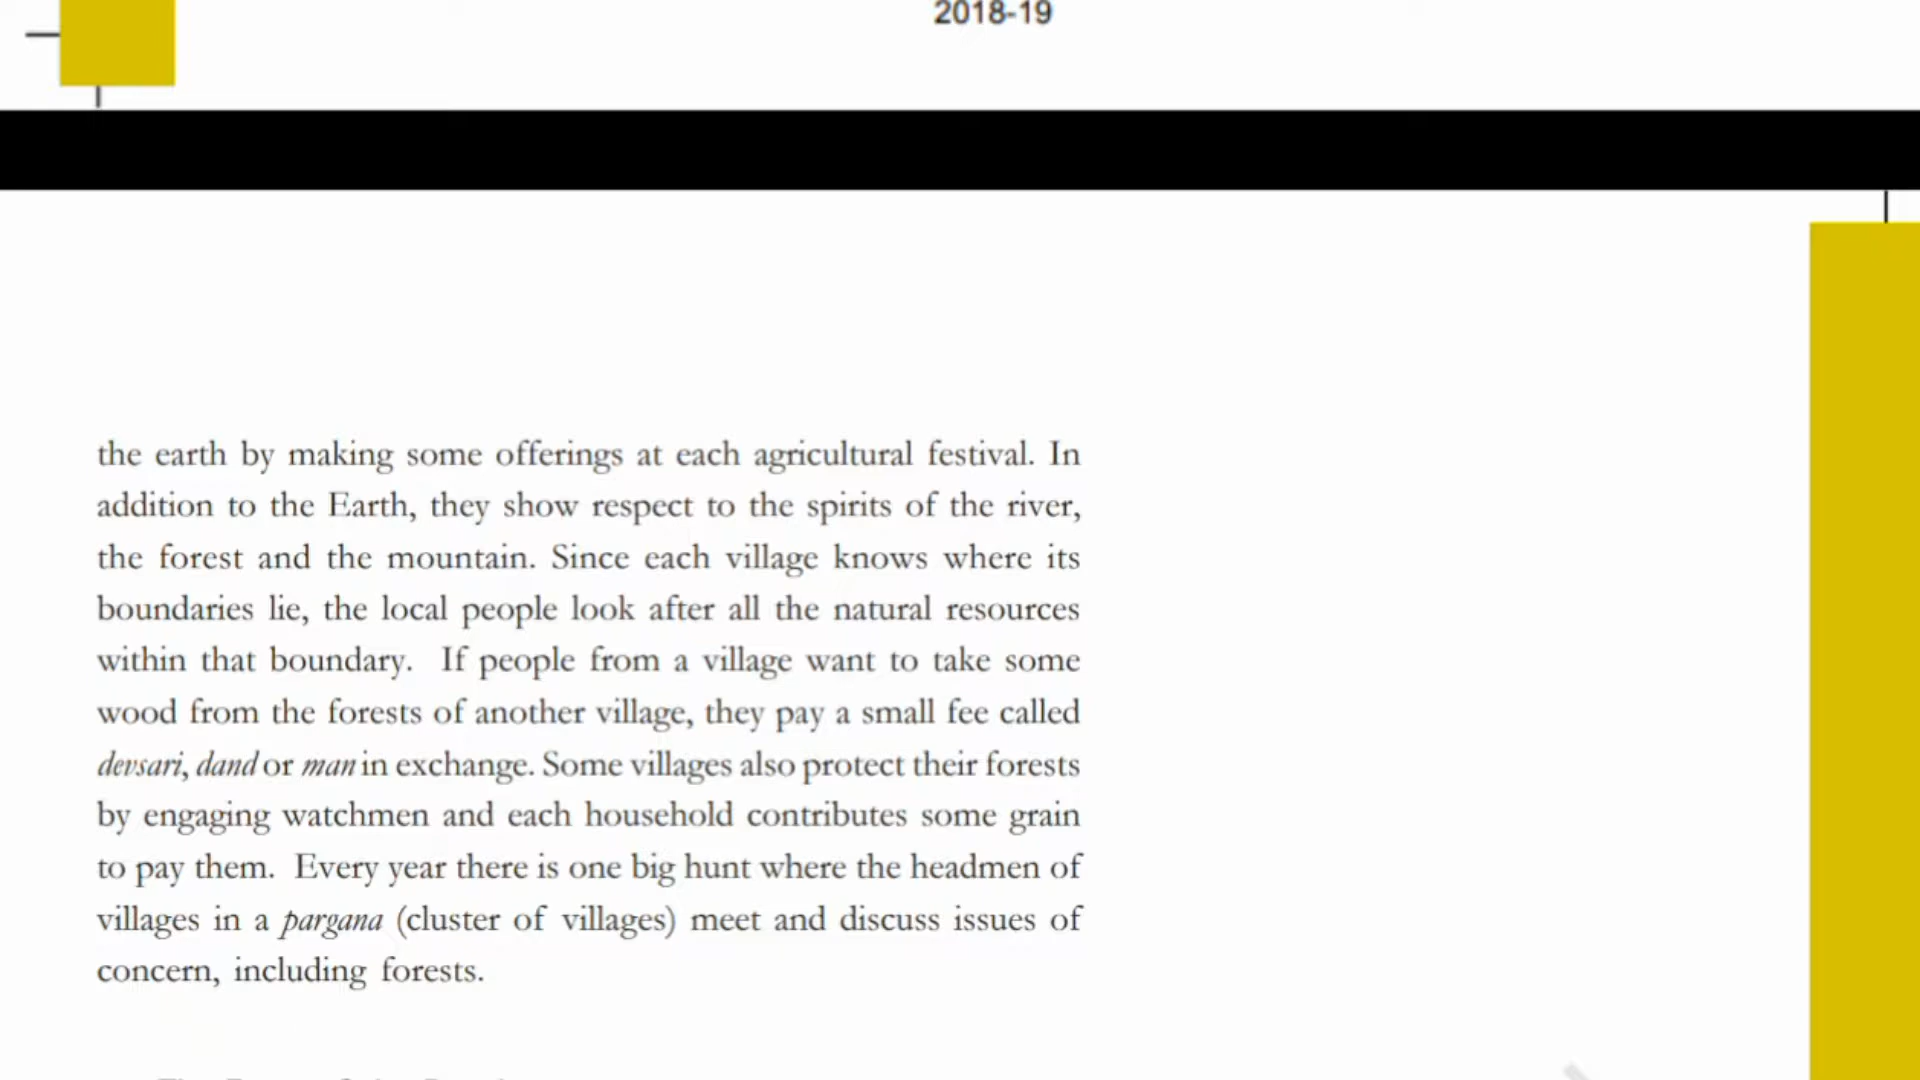 2018-19
the earth by making some offerings at each agricultural festival. In
addition to the Earth, they show respect to the spirits of the river,
the forest and the mountain. Since each village knows where its
boundaries lie, the local people look after all the natural resources
within that boundary. If people from a village want to take some
wood from the forests of another village, they pay a small fee called
devsari, dand or man in exchange. Some villages also protect their forests
by engaging watchmen and each household contributes some grain
to pay them. Every year there is one big hunt where the headmen of
villages in a pargana (cluster of villages) meet and discuss issues of
concern, including forests.